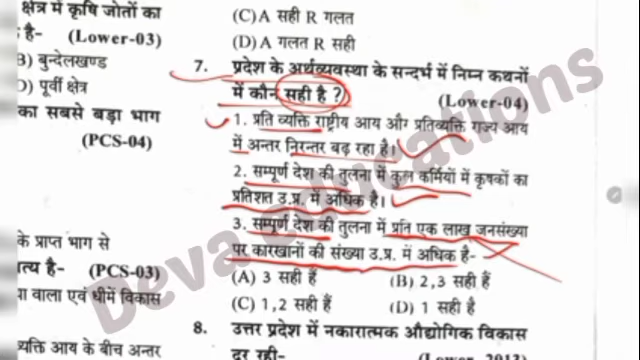 क्षेत्र में कृषि जोतों का
है-
(Lower-03)
B) बुन्देलखण्ड
D) पूर्वी क्षेत्र
का सबसे बड़ा भाग
(PCS-04)
के प्राप्त भाग से
त्य है- (PCS-03)
वाला एवं धीमें विकास
व्यक्ति आय के बीच अन्तर
(C) A सही R गलत
(D) A गलत R सही
7. प्रदेश के अर्थव्यवस्था के सन्दर्भ में निम्न कथनों
में कौन सही है ?
(Lower-04)
1. प्रति व्यक्ति राष्ट्रीय आय और प्रतिव्यक्ति राज्य आय
में अन्तर निरन्तर बढ़ रहा है।
2. सम्पूर्ण देश की तुलना में कुल कर्मियों में कृषकों का
प्रतिशत उ.प्र. में अधिक है।
3. सम्पूर्ण देश की तुलना में प्रति एक लाख जनसंख्या
पर कारखानों की संख्या उ.प्र. में अधिक है-
(A) 3 सही हैं (B) 2,3 सही हैं
(C) 1,2 सही हैं (D) 1 सही है
8. उत्तर प्रदेश में नकारात्मक औद्योगिक विकास
दर रही-
Deva Educations